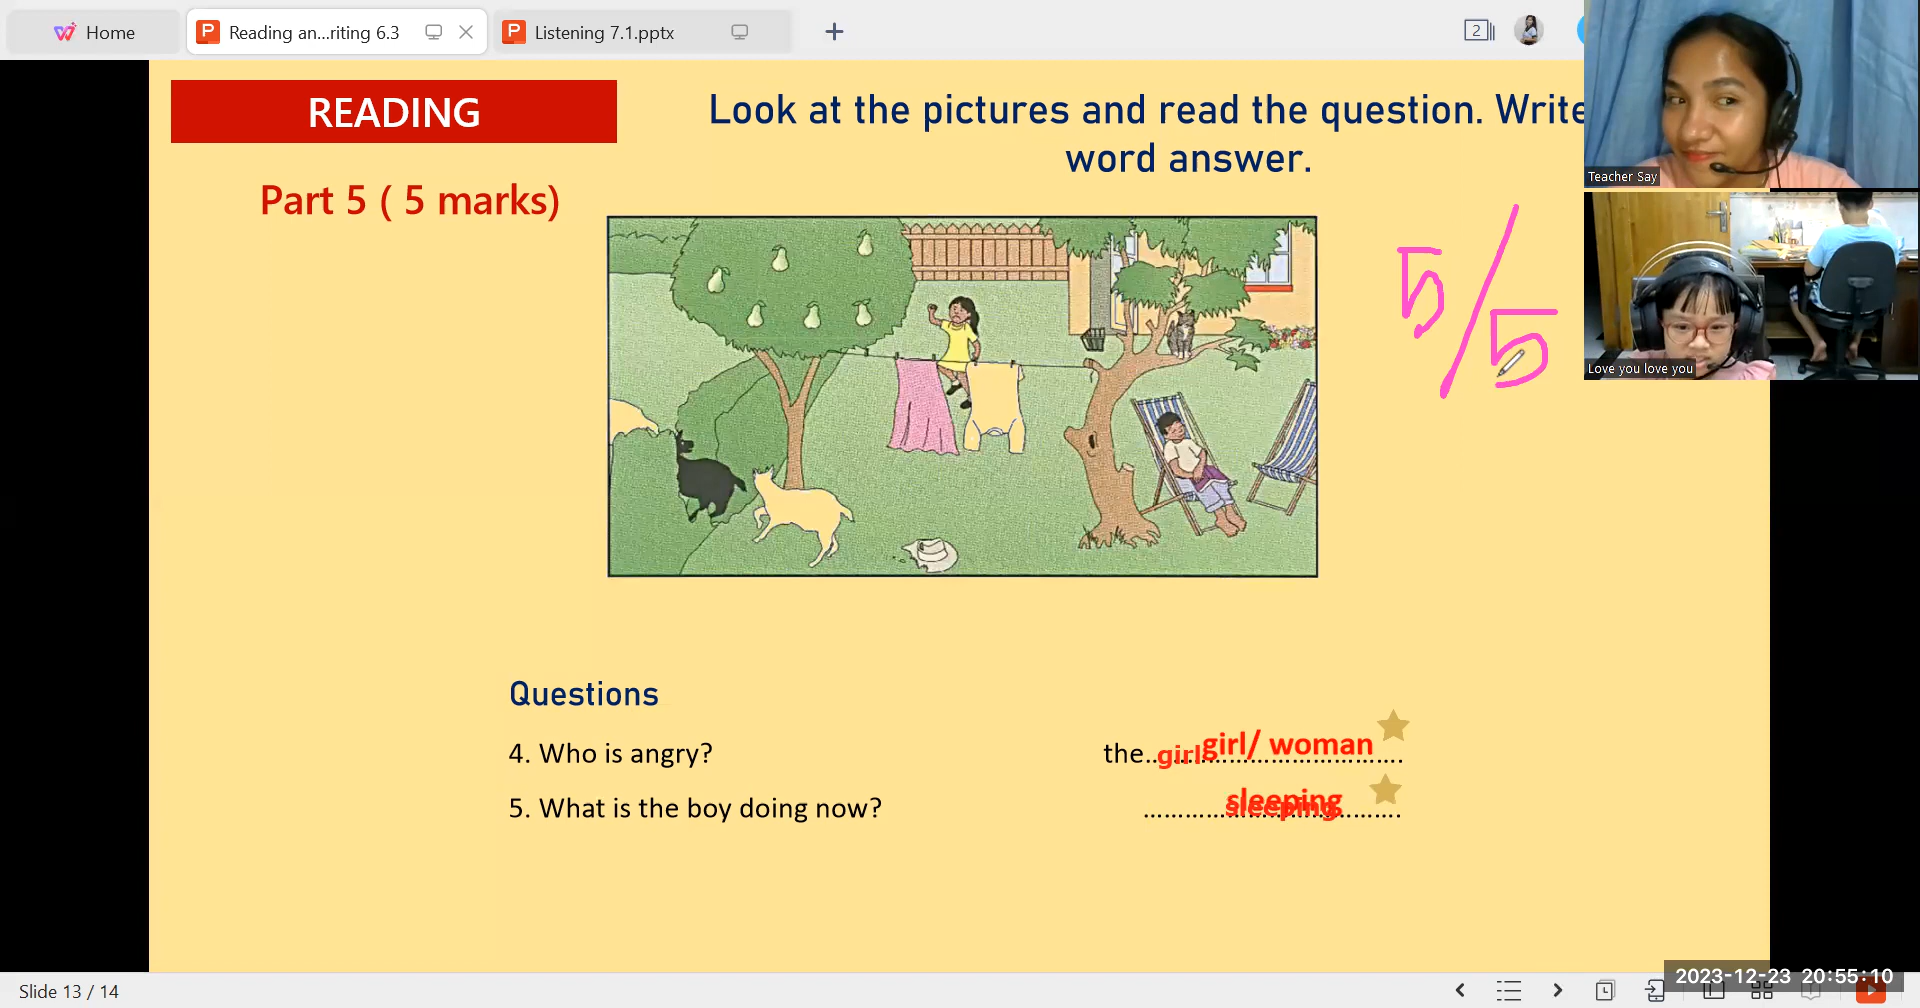 Home
Reading an...riting 6.3
Listening 7.1.pptx
2
READING
Look at the pictures and read the question. Write
word answer.
Part 5 ( 5 marks)
5/5
Teacher Say
Love you love you
Questions
4. Who is angry?
the girl girl/ woman
5. What is the boy doing now?
sleeping sleeping
Slide 13 / 14
2023-12-23 20:55:10